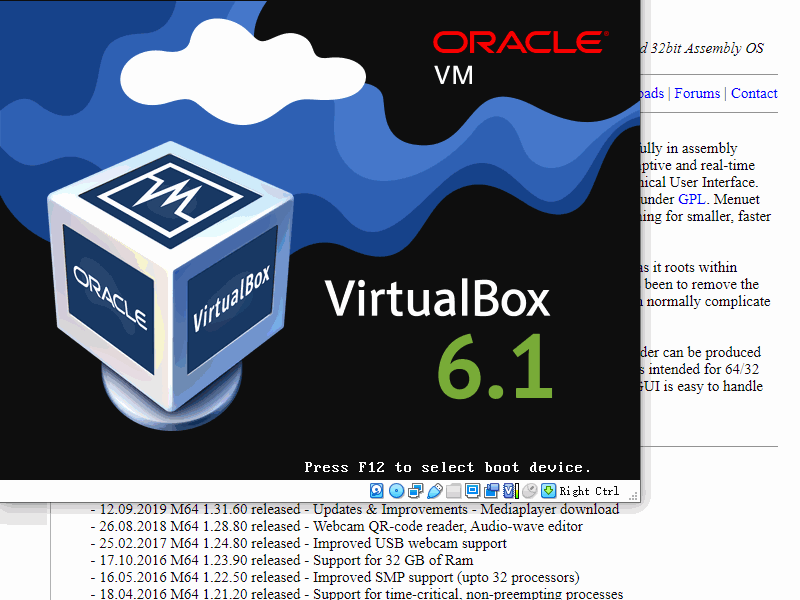 ORACLE
VM
ORACLE
VirtualBox
VirtualBox
6.1
Press F12 to select boot device.
Right Ctrl
32bit Assembly OS
Forums | Contact
in assembly
and real-time
User Interface.
under GPL. Menuet
for smaller, faster
as it roots within
been to remove the
normally complicate
can be produced
intended for 64/32
is easy to handle
- 12.09.2019 M64 1.31.60 released - Updates & Improvements - Mediaplayer download
- 26.08.2018 M64 1.28.80 released - Webcam QR-code reader, Audio-wave editor
- 25.02.2017 M64 1.24.80 released - Improved USB webcam support
- 17.10.2016 M64 1.23.90 released - Support for 32 GB of Ram
- 16.05.2016 M64 1.22.50 released - Improved SMP support (upto 32 processors)
- 18.04.2016 M64 1.21.20 released - Support for time-critical, non-preempting processes